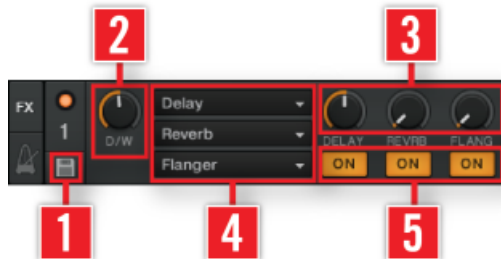 2
3
FX
1
D/W
Delay
Reverb
Flanger
DELAY REVRB FLANG
ON ON ON
1
4
5